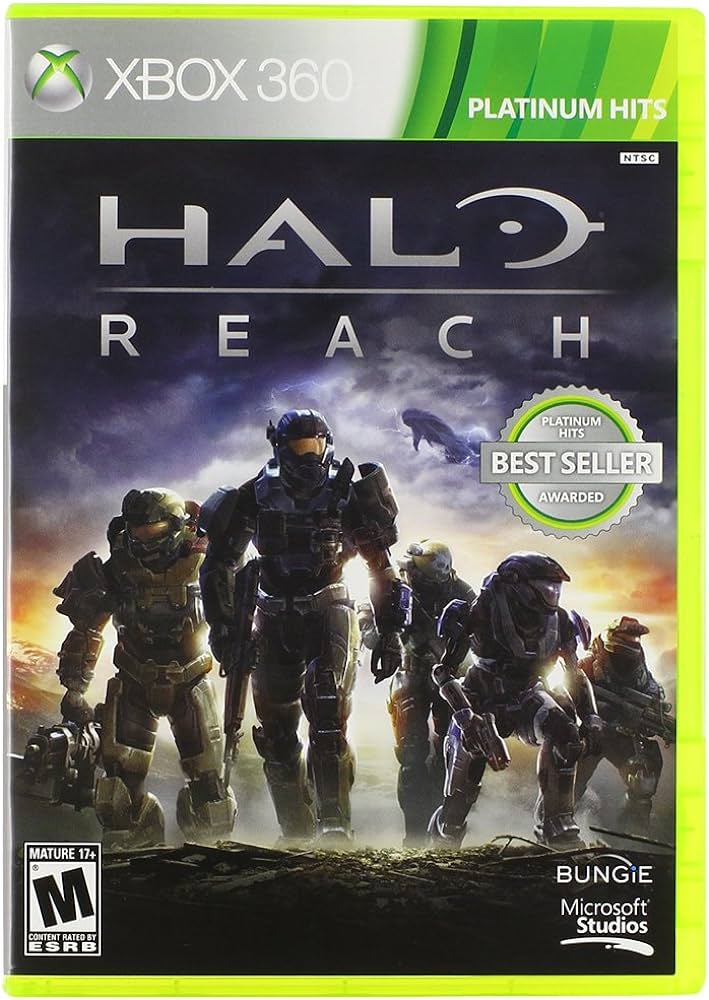 XBOX 360
PLATINUM HITS
NTSC
HALO
REACH
PLATINUM
HITS
BEST SELLER
AWARDED
MATURE 17+
M
®
CONTENT RATED BY
ESRB
BUNGiE
Microsoft®
Studios